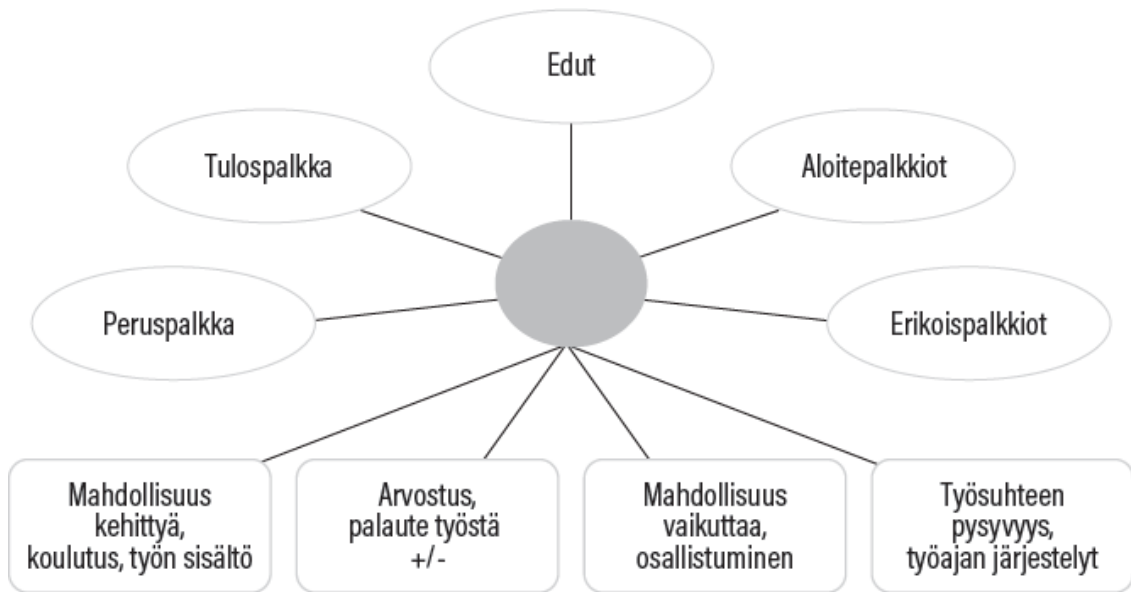 Edut
Tulospalkka
Aloitepalkkiot
Peruspalkka
Erikoispalkkiot
Mahdollisuus
kehittyä,
koulutus, työn sisältö
Arvostus,
palaute työstä
+/-
Mahdollisuus
vaikuttaa,
osallistuminen
Työsuhteen
pysyvyys,
työajan järjestelyt